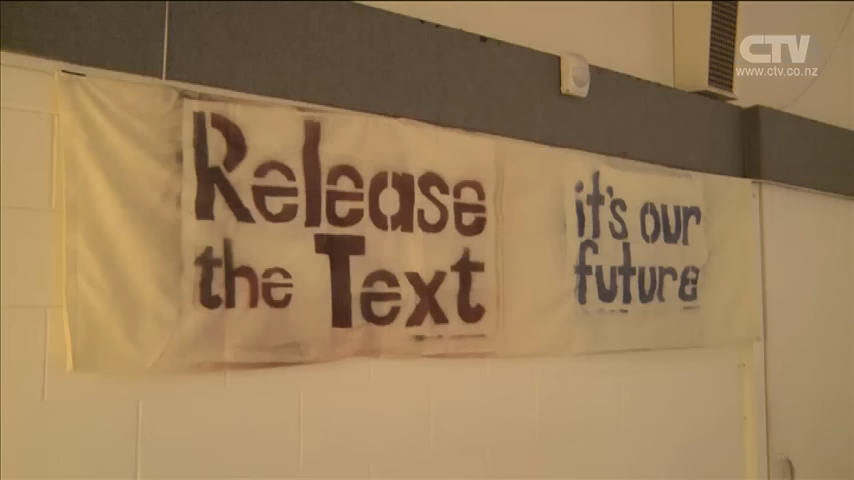 CTV
www.ctv.co.nz
Release
the Text
it's our
future